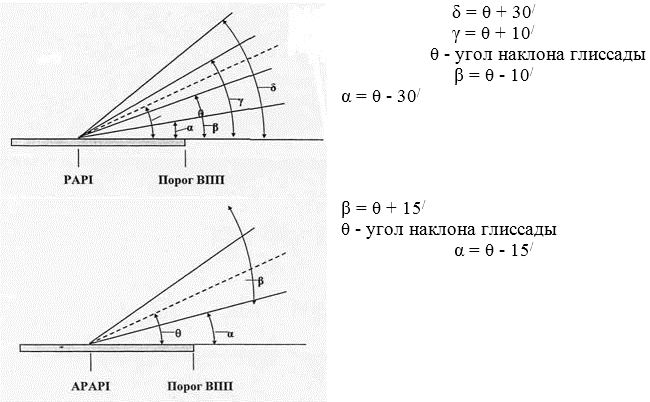 δ = θ + 30/
γ = θ + 10/
θ - угол наклона глиссады
β = θ - 10/
α = θ - 30/
δ
γ
θ
α
β
PAPI
Порог ВПП
β = θ + 15/
θ - угол наклона глиссады
α = θ - 15/
β
θ
α
APAPI
Порог ВПП